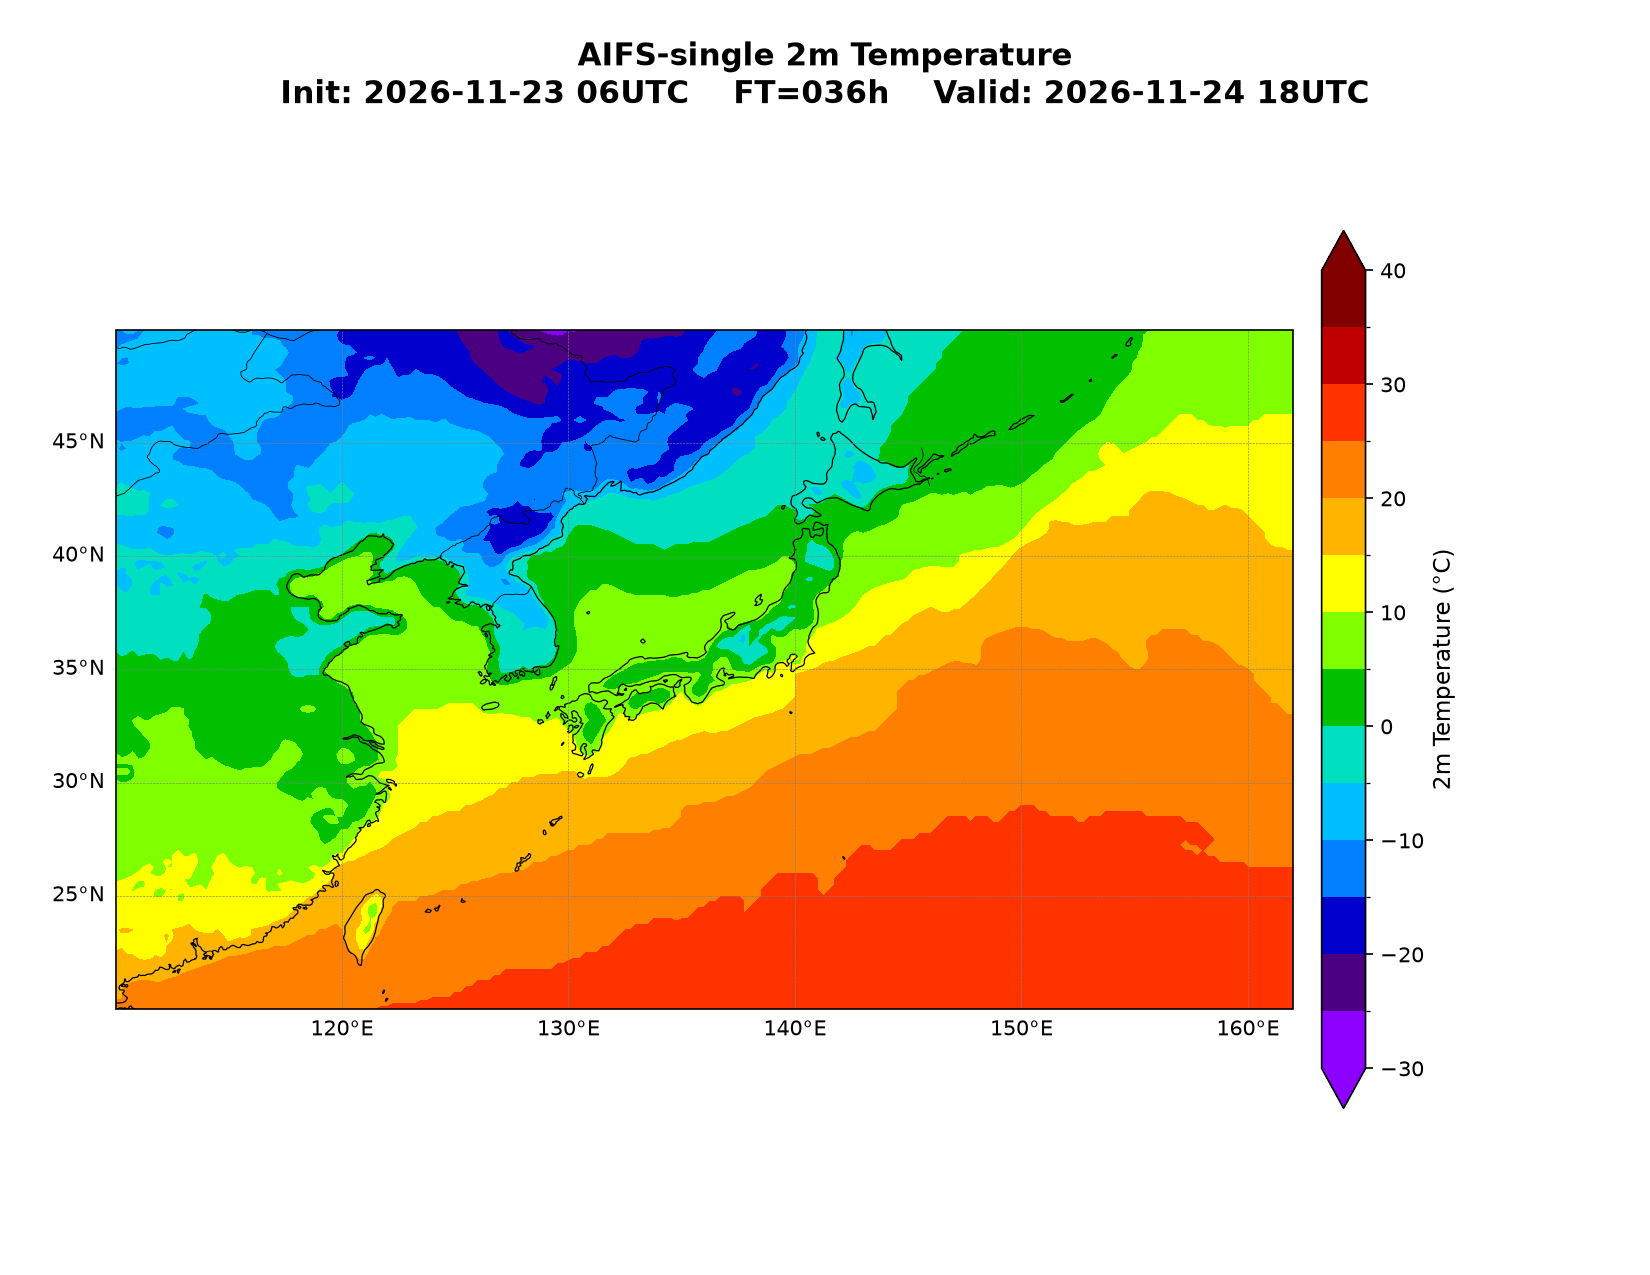 AIFS-single 2m Temperature
Init: 2026-11-23 06UTC    FT=036h    Valid: 2026-11-24 18UTC
45°N
40°N
35°N
30°N
25°N
120°E
130°E
140°E
150°E
160°E
40
30
20
10
0
−10
−20
−30
2m Temperature (°C)